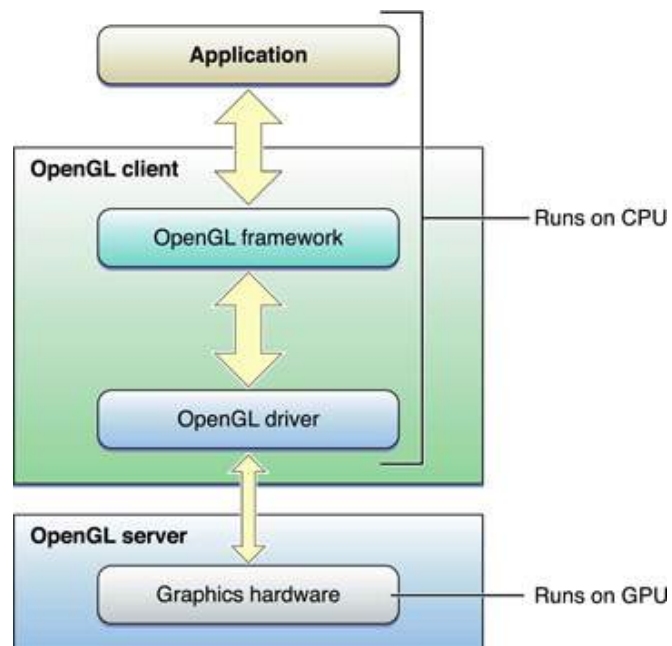 Application
OpenGL client
OpenGL framework
Runs on CPU
OpenGL driver
OpenGL server
Graphics hardware
Runs on GPU